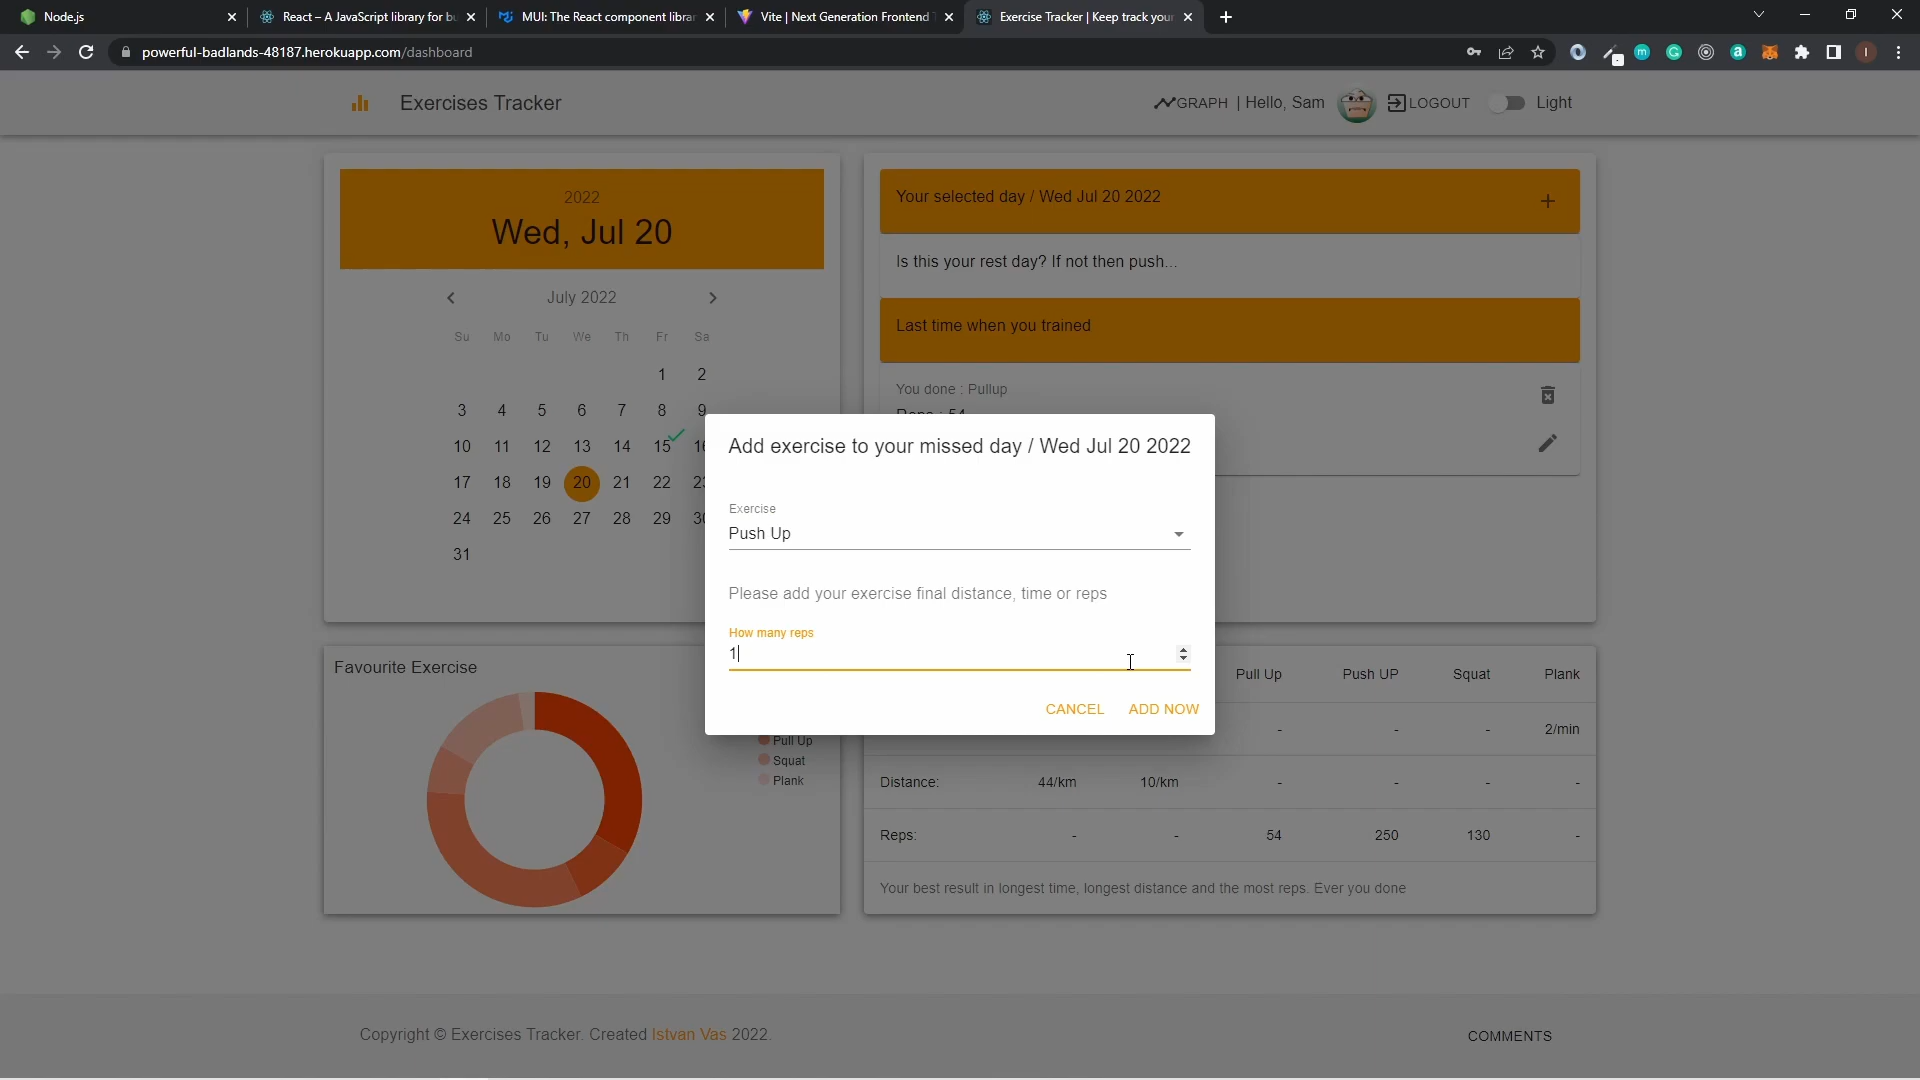 Node.js
React – A JavaScript library for bu
MUI: The React component librar
Vite | Next Generation Frontend
Exercise Tracker | Keep track your
powerful-badlands-48187.herokuapp.com/dashboard
Exercises Tracker
GRAPH | Hello, Sam
LOGOUT
Light
2022
Wed, Jul 20
July 2022
Su Mo Tu We Th Fr Sa
1 2
3 4 5 6 7 8 9
10 11 12 13 14 15
17 18 19 20 21 22
24 25 26 27 28 29
31
Your selected day / Wed Jul 20 2022
Is this your rest day? If not then push...
Last time when you trained
You done : Pullup
Reps : 54
Add exercise to your missed day / Wed Jul 20 2022
Exercise
Push Up
Please add your exercise final distance, time or reps
How many reps
1
CANCEL ADD NOW
Favourite Exercise
Pull Up
Squat
Plank
Pull Up Push UP Squat Plank
- - - 2/min
Distance: 44/km 10/km - - - -
Reps: - - 54 250 130 -
Your best result in longest time, longest distance and the most reps. Ever you done
Copyright © Exercises Tracker. Created Istvan Vas 2022.
COMMENTS